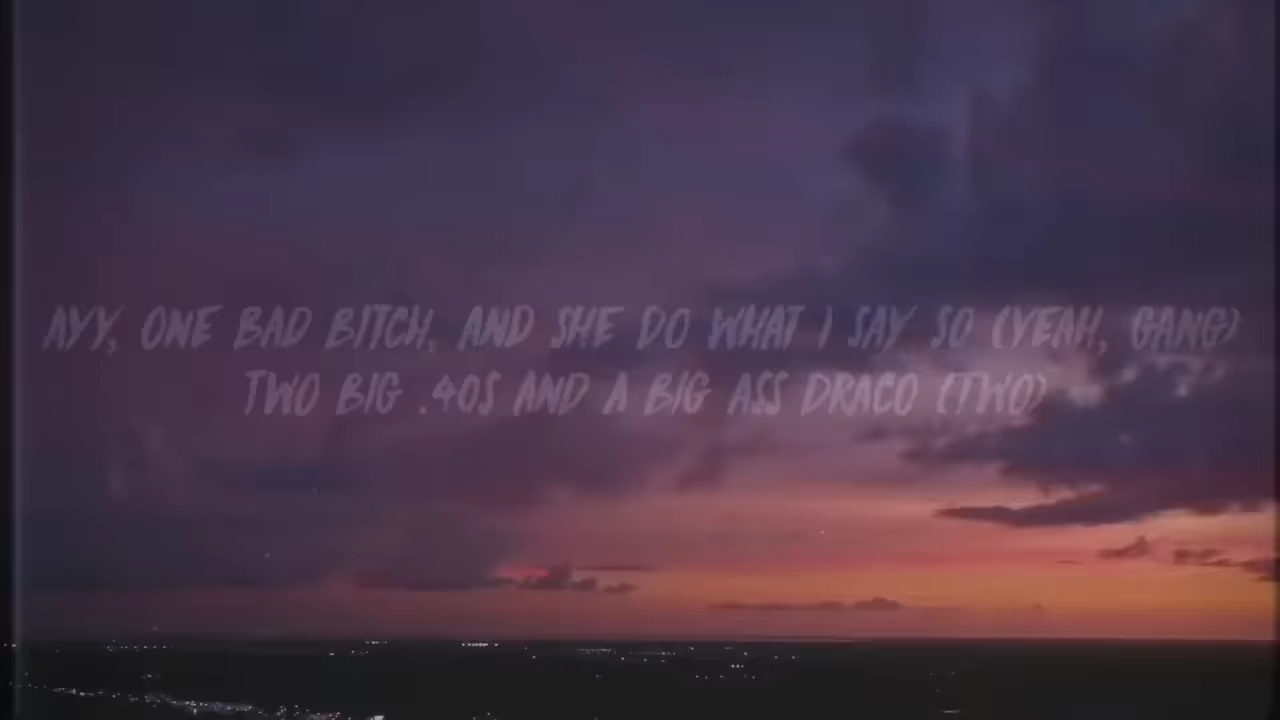 AYY, ONE BAD BITCH, AND SHE DO WHAT I SAY SO (YEAH, GANG)
TWO BIG .40S AND A BIG ASS DRACO (TWO)